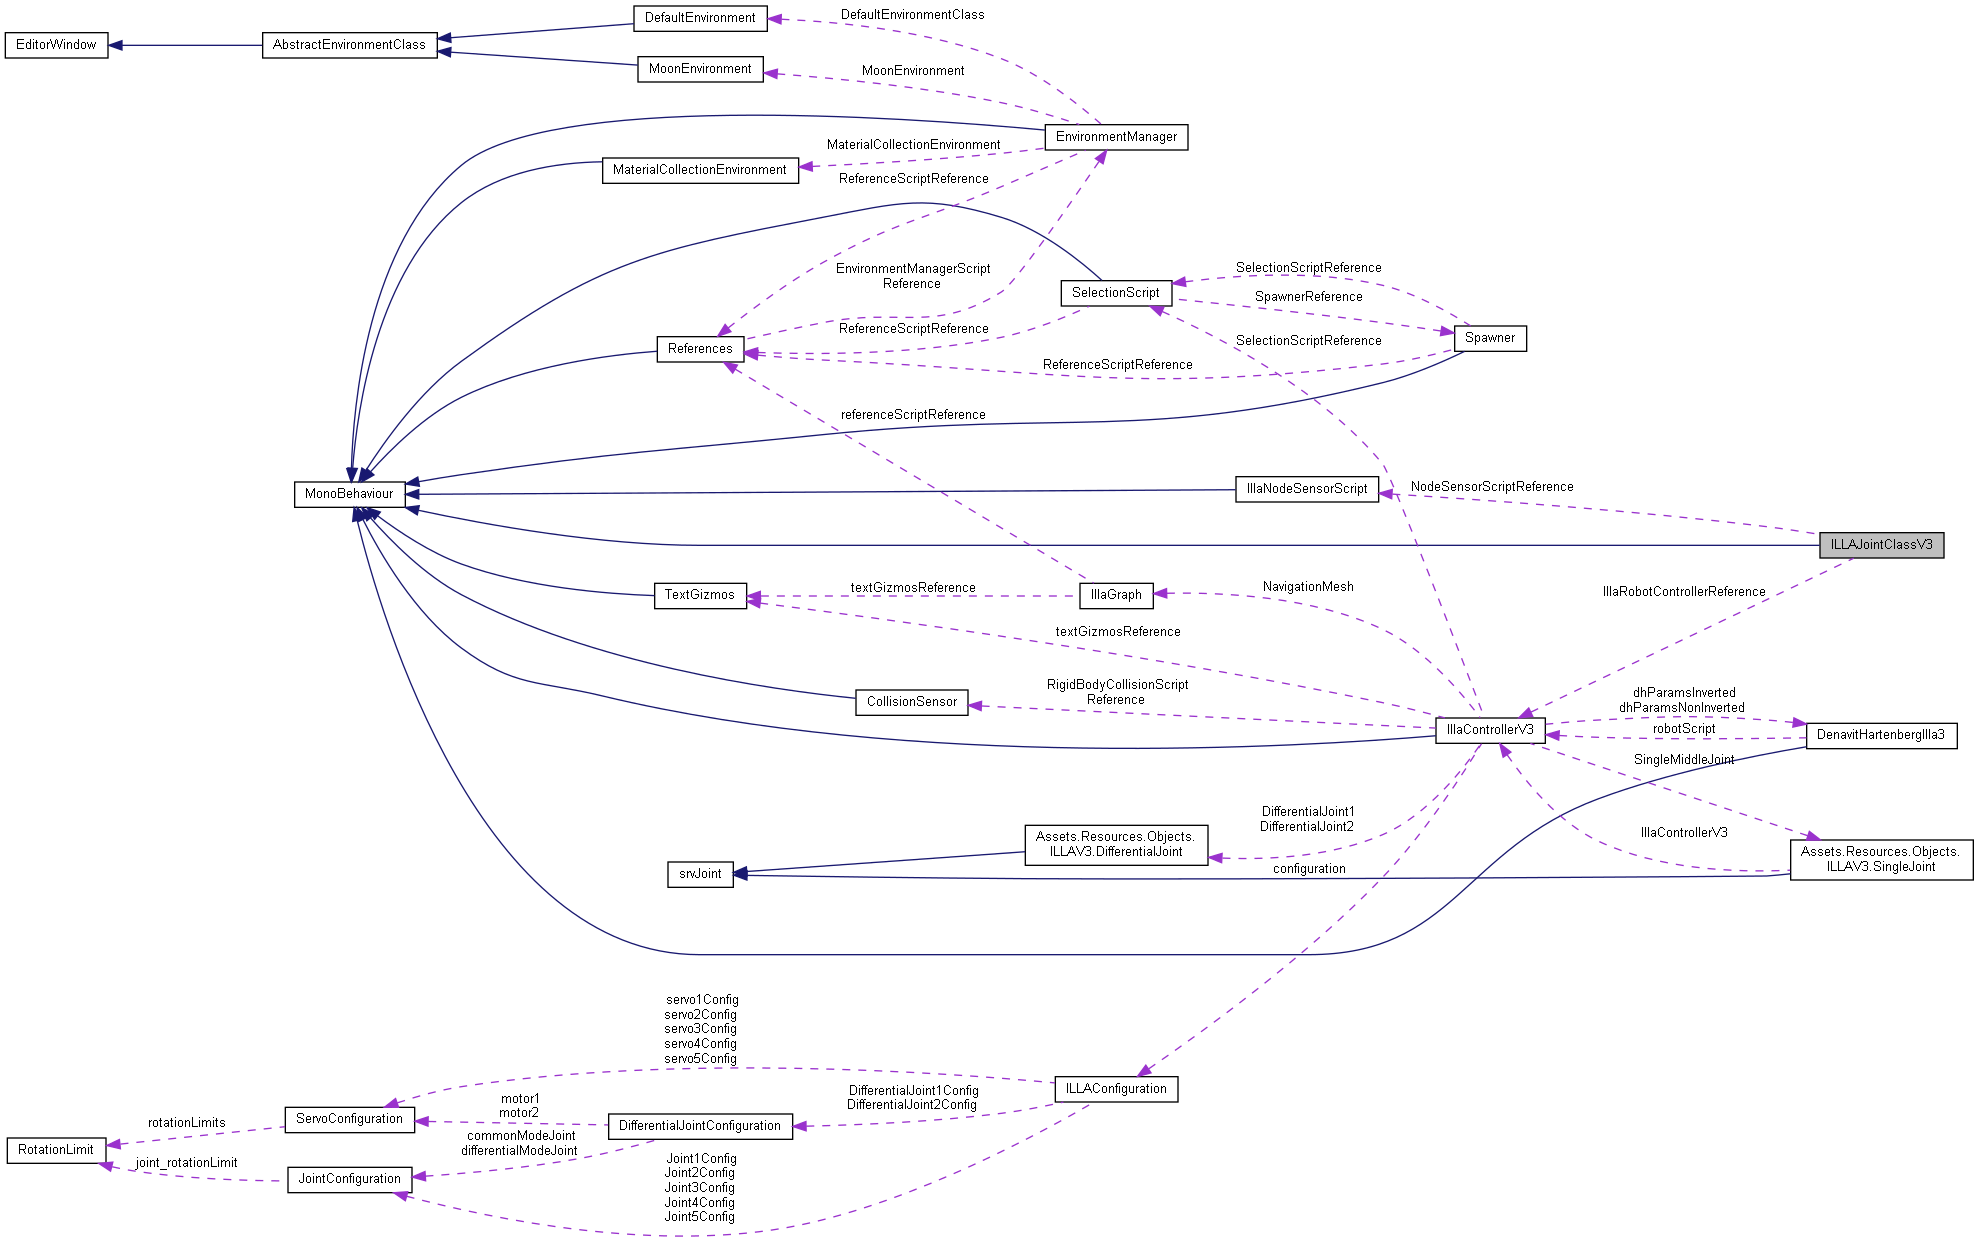 DefaultEnvironment
DefaultEnvironmentClass
EditorWindow
AbstractEnvironmentClass
MoonEnvironment
MoonEnvironment
EnvironmentManager
MaterialCollectionEnvironment
MaterialCollectionEnvironment
ReferenceScriptReference
EnvironmentManagerScript
Reference
SelectionScriptReference
SelectionScript
SpawnerReference
ReferenceScriptReference
SelectionScriptReference
Spawner
References
ReferenceScriptReference
referenceScriptReference
MonoBehaviour
IllaNodeSensorScript
NodeSensorScriptReference
ILLAJointClassV3
TextGizmos
textGizmosReference
IllaGraph
NavigationMesh
IllaRobotControllerReference
textGizmosReference
RigidBodyCollisionScript
Reference
CollisionSensor
dhParamsInverted
dhParamsNonInverted
robotScript
IllaControllerV3
DenavitHartenbergIlla3
SingleMiddleJoint
DifferentialJoint1
DifferentialJoint2
Assets.Resources.Objects.
ILLAV3.DifferentialJoint
IllaControllerV3
Assets.Resources.Objects.
ILLAV3.SingleJoint
srvJoint
configuration
servo1Config
servo2Config
servo3Config
servo4Config
servo5Config
ILLAConfiguration
DifferentialJoint1Config
DifferentialJoint2Config
motor1
motor2
ServoConfiguration
rotationLimits
DifferentialJointConfiguration
commonModeJoint
differentialModeJoint
RotationLimit
joint_rotationLimit
JointConfiguration
Joint1Config
Joint2Config
Joint3Config
Joint4Config
Joint5Config